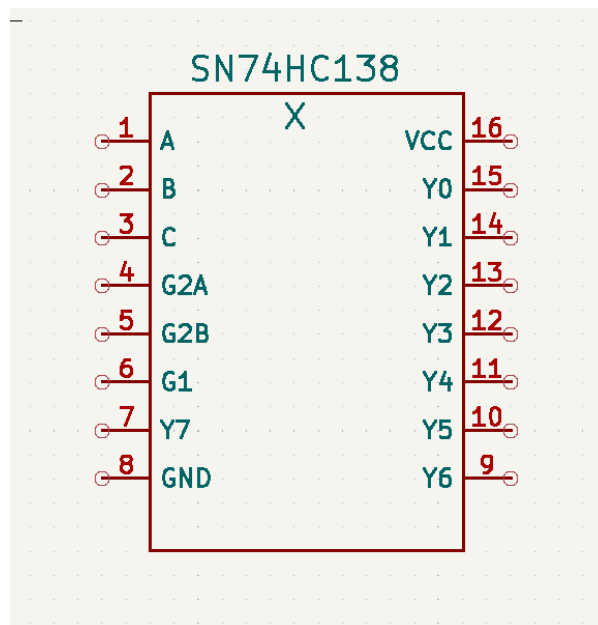 SN74HC138
X
1 A VCC 16
2 B Y0 15
3 C Y1 14
4 G2A Y2 13
5 G2B Y3 12
6 G1 Y4 11
7 Y7 Y5 10
8 GND Y6 9